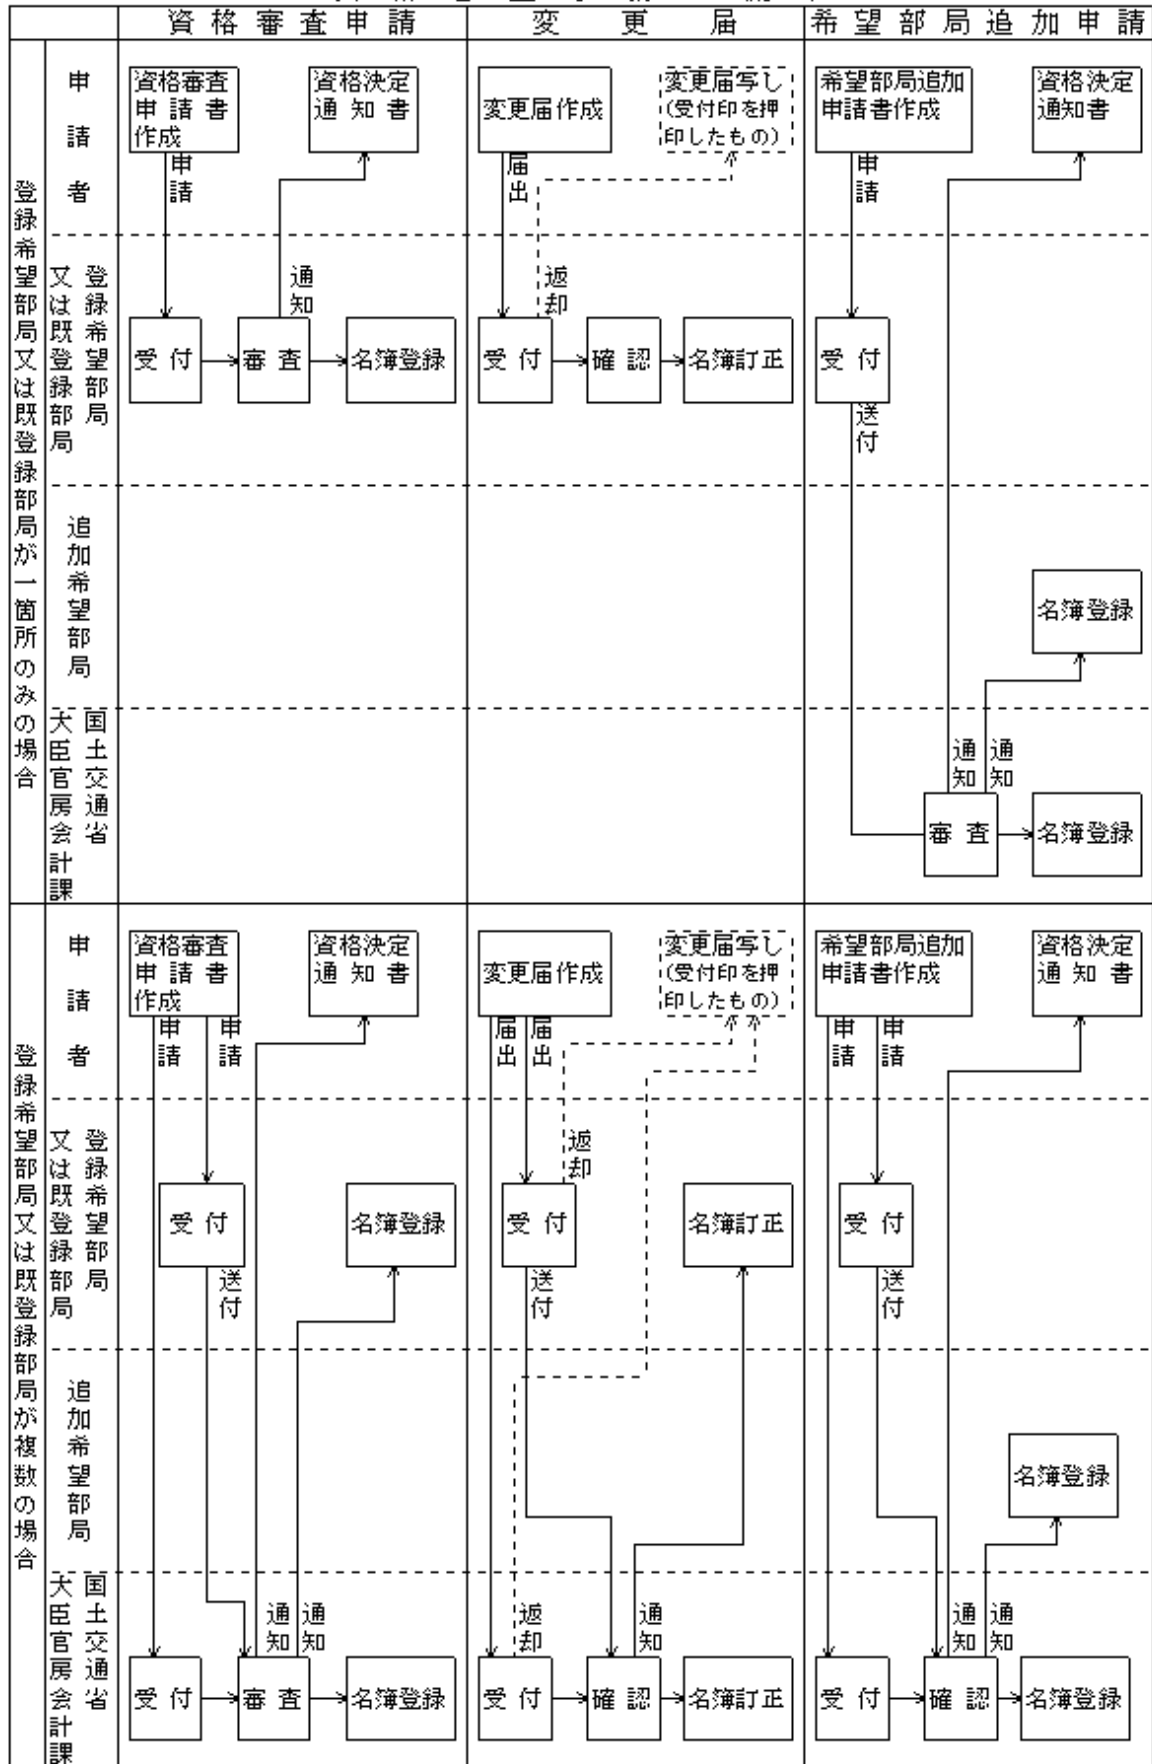 資格審査申請
変更届
希望部局追加申請
登録希望部局又は既登録部局が一箇所のみの場合
申請者
資格審査
申請書
作成
資格決定
通知書
変更届作成
変更届写し
(受付印を押
印したもの)
希望部局追加
申請書作成
資格決定
通知書
申請
届出
申請
登録希望部局
又は既登録部局
通知
返却
受付
審査
名簿登録
受付
確認
名簿訂正
受付
送付
追加希望部局
名簿登録
国土交通省
大臣官房会計課
通知
通知
審査
名簿登録
登録希望部局又は既登録部局が複数の場合
申請者
資格審査
申請書
作成
資格決定
通知書
変更届作成
変更届写し
(受付印を押
印したもの)
希望部局追加
申請書作成
資格決定
通知書
申請
申請
届出
届出
申請
申請
登録希望部局
又は既登録部局
返却
受付
名簿登録
受付
名簿訂正
受付
送付
送付
送付
追加希望部局
名簿登録
国土交通省
大臣官房会計課
通知
通知
返却
通知
通知
通知
受付
審査
名簿登録
受付
確認
名簿訂正
受付
確認
名簿登録